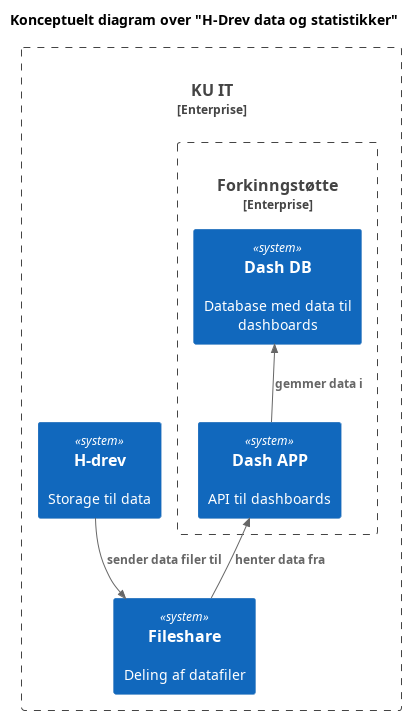 Konceptuelt diagram over "H-Drev data og statistikker"
KU IT
[Enterprise]
Forkinngstøtte
[Enterprise]
«system»
Dash DB
Database med data til
dashboards
gemmer data i
«system»
H-drev
Storage til data
«system»
Dash APP
API til dashboards
sender data filer til
henter data fra
«system»
Fileshare
Deling af datafiler